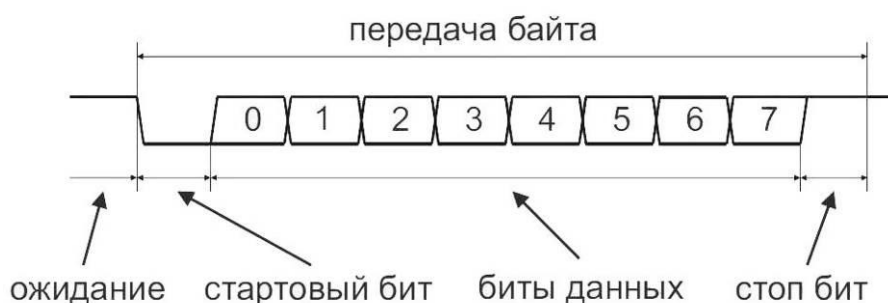 передача байта
0 1 2 3 4 5 6 7
ожидание стартовый бит биты данных стоп бит